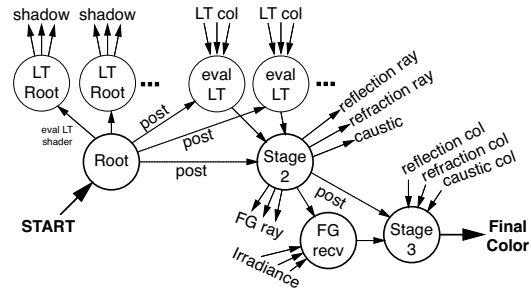 shadow
shadow
LT col
LT col
LT
Root
LT
Root
...
eval
LT
eval
LT
...
reflection ray
refraction ray
caustic
post
post
post
eval LT
shader
Root
Stage
2
reflection col
refraction col
caustic col
post
START
FG ray
FG
recv
Irradiance
Stage
3
Final
Color